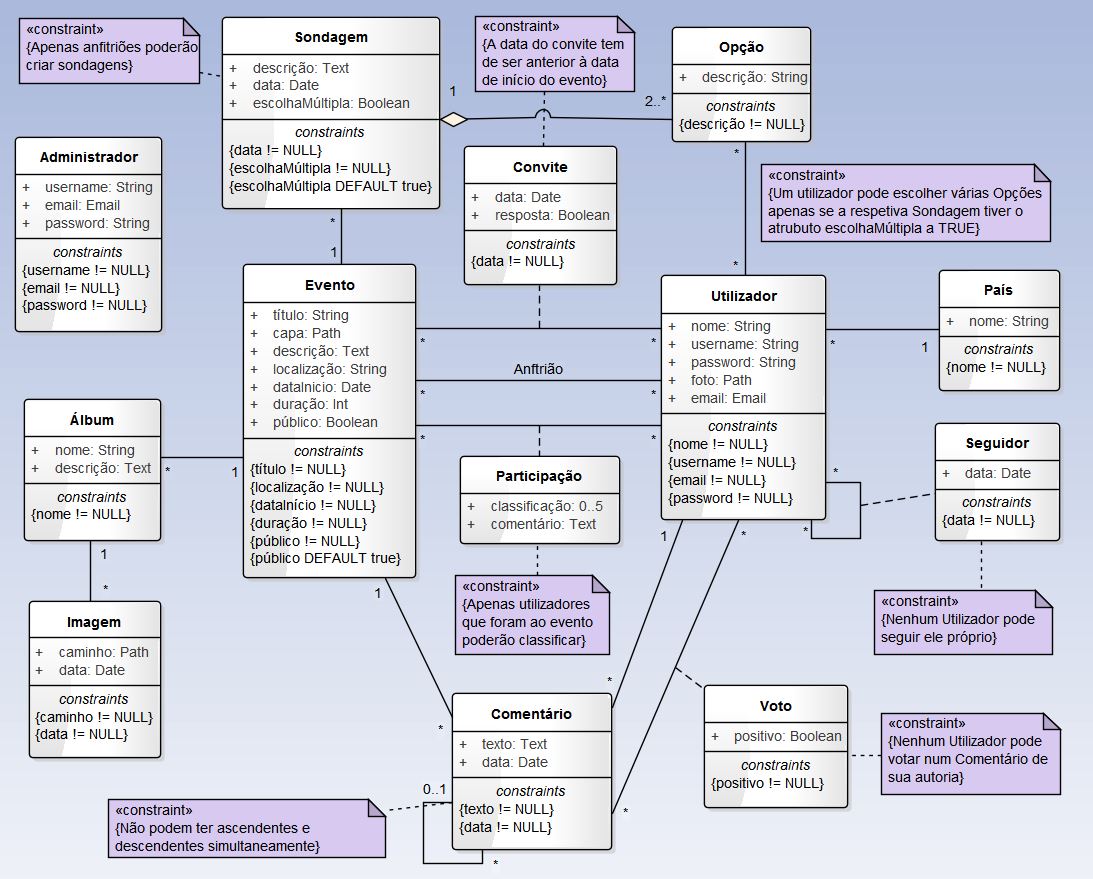 «constraint»
{Apenas anfitriões poderão
criar sondagens}
Sondagem
+ descrição: Text
+ data: Date
+ escolhaMúltipla: Boolean
constraints
{data != NULL}
{escolhaMúltipla != NULL}
{escolhaMúltipla DEFAULT true}
«constraint»
{A data do convite tem
de ser anterior à data
de início do evento}
Opção
+ descrição: String
constraints
{descrição != NULL}
1
2..*
Administrador
+ username: String
+ email: Email
+ password: String
constraints
{username != NULL}
{email != NULL}
{password != NULL}
Convite
+ data: Date
+ resposta: Boolean
constraints
{data != NULL}
*
«constraint»
{Um utilizador pode escolher várias Opções
apenas se a respetiva Sondagem tiver o
atrubuto escolhaMúltipla a TRUE}
*
1
*
Evento
+ título: String
+ capa: Path
+ descrição: Text
+ localização: String
+ dataInicio: Date
+ duração: Int
+ público: Boolean
constraints
{título != NULL}
{localização != NULL}
{dataInício != NULL}
{duração != NULL}
{público != NULL}
{público DEFAULT true}
Utilizador
+ nome: String
+ username: String
+ password: String
+ foto: Path
+ email: Email
constraints
{nome != NULL}
{username != NULL}
{email != NULL}
{password != NULL}
País
+ nome: String
constraints
{nome != NULL}
*
*
*
1
Anftrião
*
*
*
*
Álbum
+ nome: String
+ descrição: Text
constraints
{nome != NULL}
*
1
Participação
+ classificação: 0..5
+ comentário: Text
Seguidor
+ data: Date
constraints
{data != NULL}
*
*
1
*
1
*
1
*
Imagem
+ caminho: Path
+ data: Date
constraints
{caminho != NULL}
{data != NULL}
«constraint»
{Apenas utilizadores
que foram ao evento
poderão classificar}
«constraint»
{Nenhum Utilizador pode
seguir ele próprio}
*
*
Comentário
+ texto: Text
+ data: Date
constraints
{texto != NULL}
{data != NULL}
Voto
+ positivo: Boolean
constraints
{positivo != NULL}
«constraint»
{Nenhum Utilizador pode
votar num Comentário de
sua autoria}
0..1
*
*
«constraint»
{Não podem ter ascendentes e
descendentes simultaneamente}